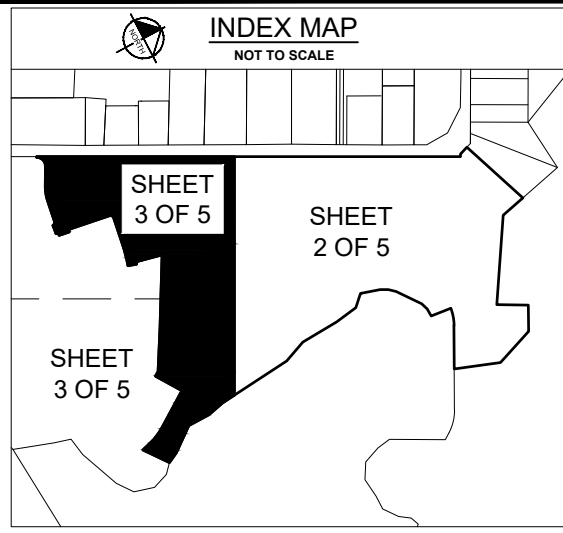 NORTH
INDEX MAP
NOT TO SCALE
SHEET
3 OF 5
SHEET
2 OF 5
SHEET
3 OF 5